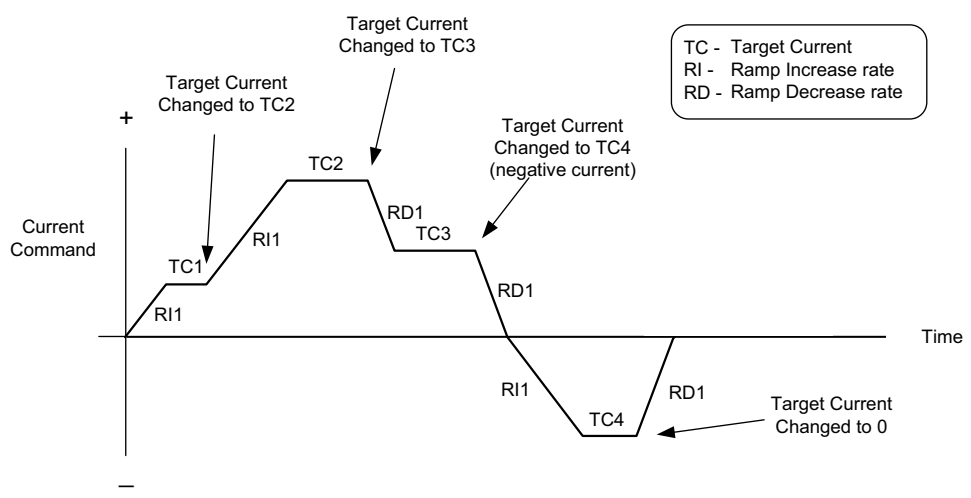 Target Current
Changed to TC3
TC - Target Current
RI - Ramp Increase rate
RD - Ramp Decrease rate
Target Current
Changed to TC2
+
Target Current
Changed to TC4
(negative current)
TC2
RD1
TC3
Current
Command
RI1
TC1
RI1
RD1
Time
RI1
RD1
TC4
Target Current
Changed to 0
–